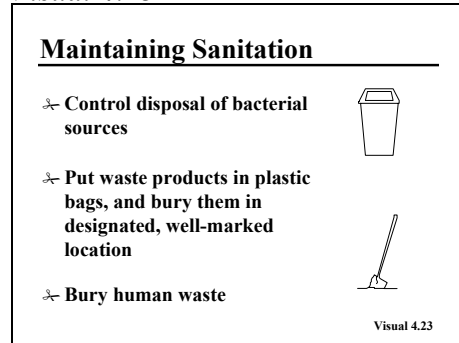 Maintaining Sanitation
✁ Control disposal of bacterial
sources
✁ Put waste products in plastic
bags, and bury them in
designated, well-marked
location
✁ Bury human waste
Visual 4.23